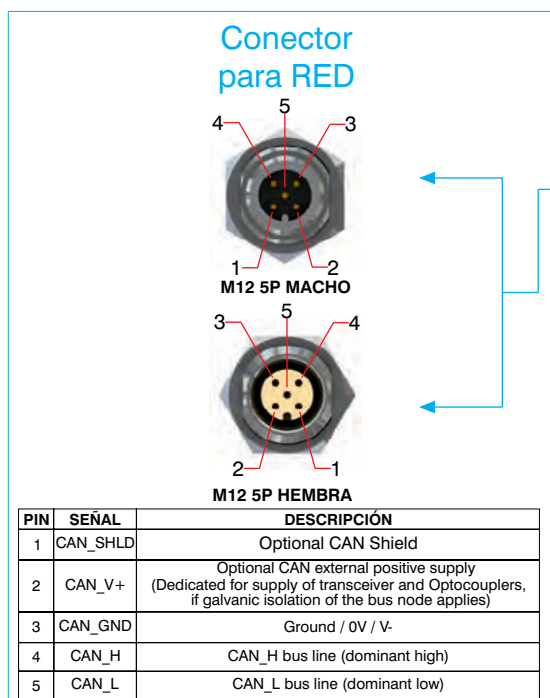 Conector
para RED
5
4 3
1 2
M12 5P MACHO
5
3 4
2 1
M12 5P HEMBRA
PIN SEÑAL DESCRIPCIÓN
1 CAN_SHLD Optional CAN Shield
2 CAN_V+ Optional CAN external positive supply
(Dedicated for supply of transceiver and Optocouplers,
if galvanic isolation of the bus node applies)
3 CAN_GND Ground / 0V / V-
4 CAN_H CAN_H bus line (dominant high)
5 CAN_L CAN_L bus line (dominant low)